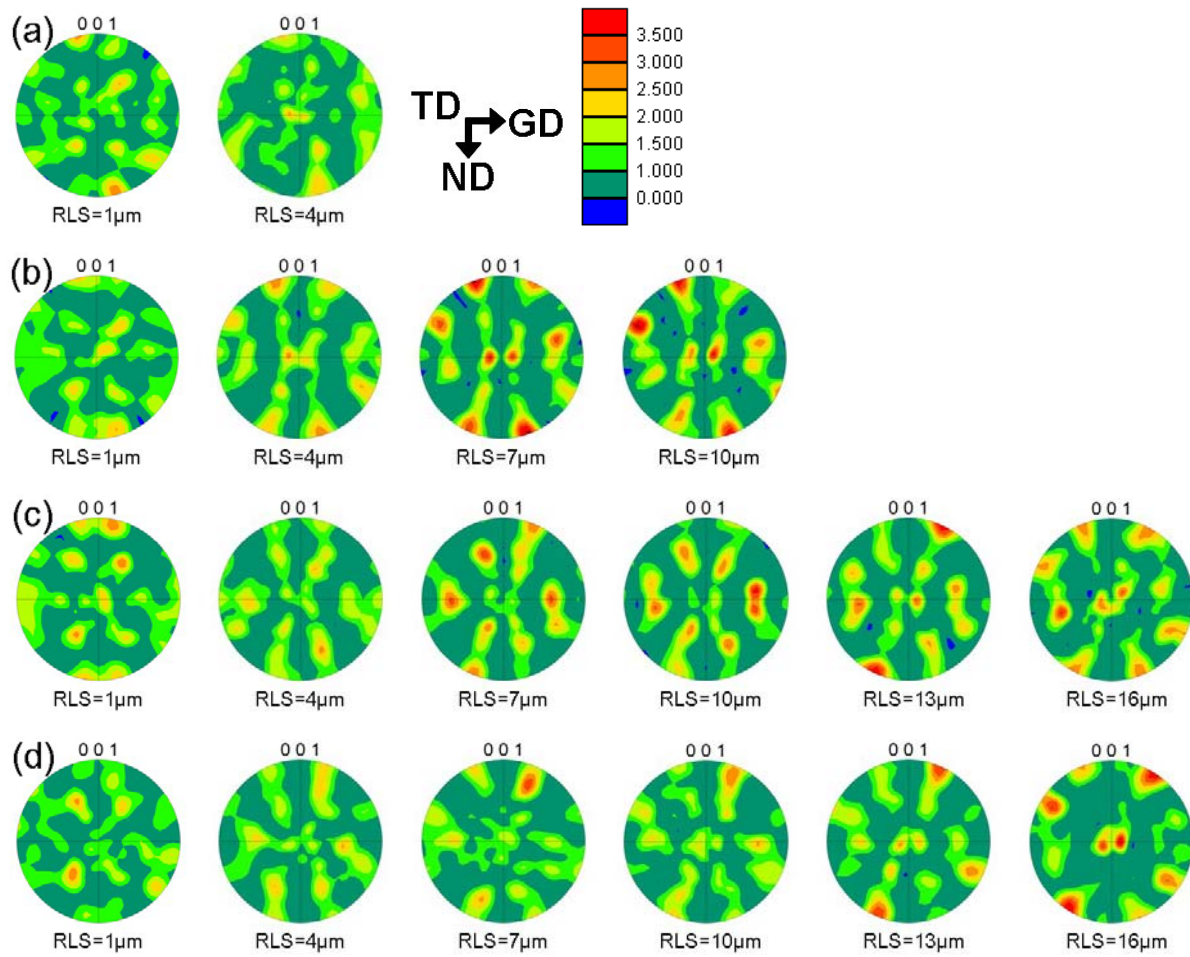 (a)
0 0 1
0 0 1
RLS=1µm
RLS=4µm
TD
GD
ND
3.500
3.000
2.500
2.000
1.500
1.000
0.000
(b)
0 0 1
0 0 1
0 0 1
0 0 1
RLS=1µm
RLS=4µm
RLS=7µm
RLS=10µm
(c)
0 0 1
0 0 1
0 0 1
0 0 1
0 0 1
0 0 1
RLS=1µm
RLS=4µm
RLS=7µm
RLS=10µm
RLS=13µm
RLS=16µm
(d)
0 0 1
0 0 1
0 0 1
0 0 1
0 0 1
0 0 1
RLS=1µm
RLS=4µm
RLS=7µm
RLS=10µm
RLS=13µm
RLS=16µm